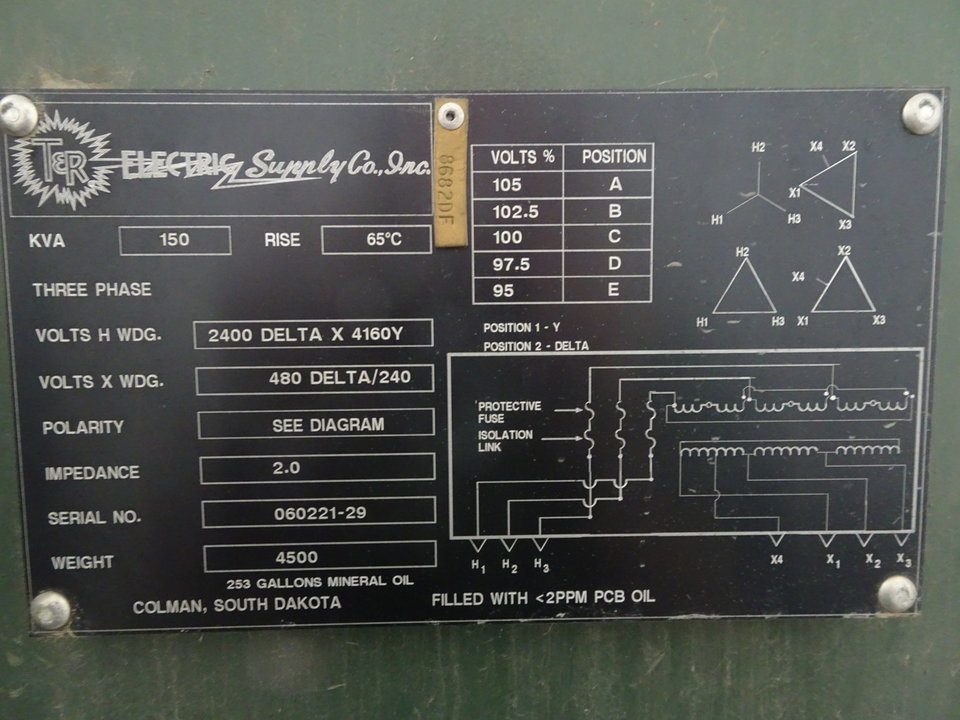 T&R ELECTRIC Supply Co., Inc.
8682DF
KVA 150 RISE 65°C
THREE PHASE
VOLTS H WDG. 2400 DELTA X 4160Y
VOLTS X WDG. 480 DELTA/240
POLARITY SEE DIAGRAM
IMPEDANCE 2.0
SERIAL NO. 060221-29
WEIGHT 4500
253 GALLONS MINERAL OIL
COLMAN, SOUTH DAKOTA
FILLED WITH <2PPM PCB OIL
VOLTS % POSITION
105 A
102.5 B
100 C
97.5 D
95 E
POSITION 1 - Y
POSITION 2 - DELTA
H2 X4 X2
X1
H1 H3 X3
H2 X2
X4
H1 H3 X1 X3
PROTECTIVE
FUSE
ISOLATION
LINK
H1 H2 H3 X4 X1 X2 X3